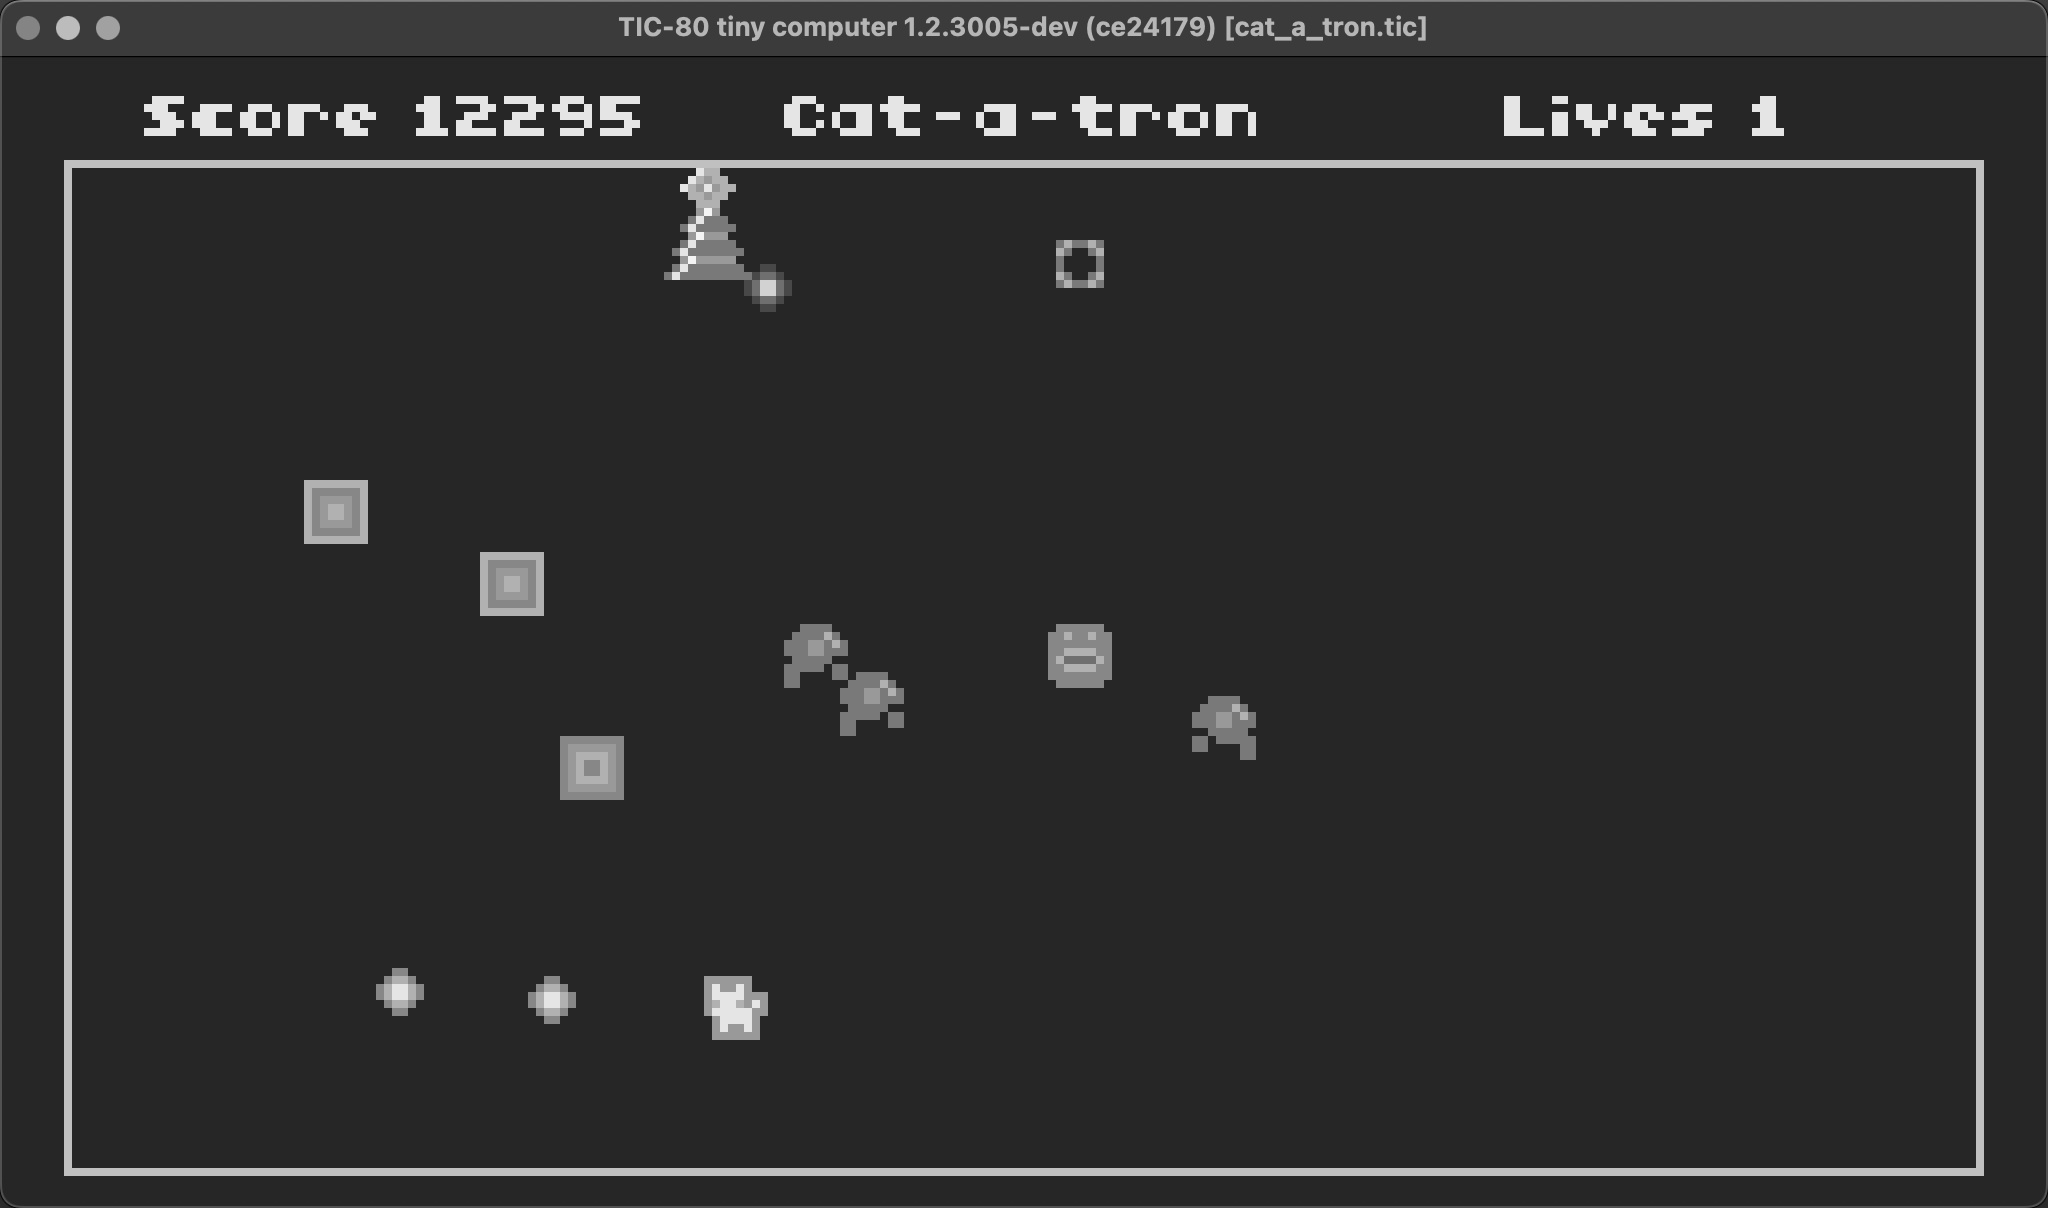 TIC-80 tiny computer 1.2.3005-dev (ce24179) [cat_a_tron.tic]
Score 12295 Cat-a-tron Lives 1